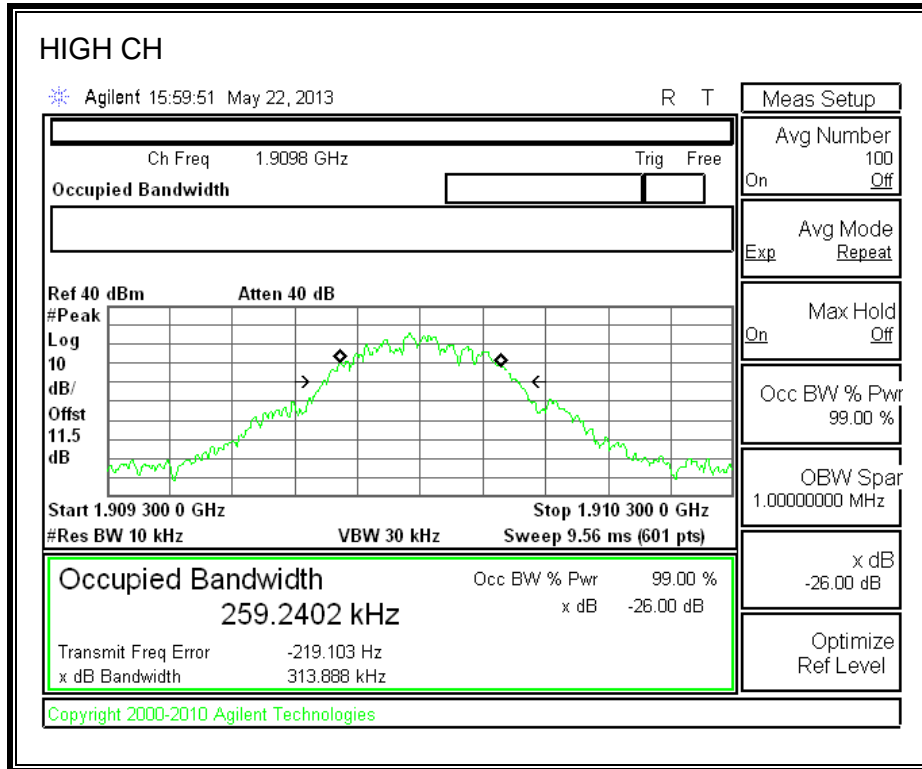 HIGH CH
Agilent 15:59:51 May 22, 2013 R T
Ch Freq 1.9098 GHz Trig Free
Occupied Bandwidth
Ref 40 dBm Atten 40 dB
#Peak
Log
10
dB/
Offst
11.5
dB
Start 1.909 300 0 GHz Stop 1.910 300 0 GHz
#Res BW 10 kHz VBW 30 kHz Sweep 9.56 ms (601 pts)
Occupied Bandwidth Occ BW % Pwr 99.00 %
259.2402 kHz x dB -26.00 dB
Transmit Freq Error -219.103 Hz
x dB Bandwidth 313.888 kHz
Copyright 2000-2010 Agilent Technologies
Meas Setup
Avg Number
100
On Off
Avg Mode
Exp Repeat
Max Hold
On Off
Occ BW % Pwr
99.00 %
OBW Span
1.00000000 MHz
x dB
-26.00 dB
Optimize
Ref Level